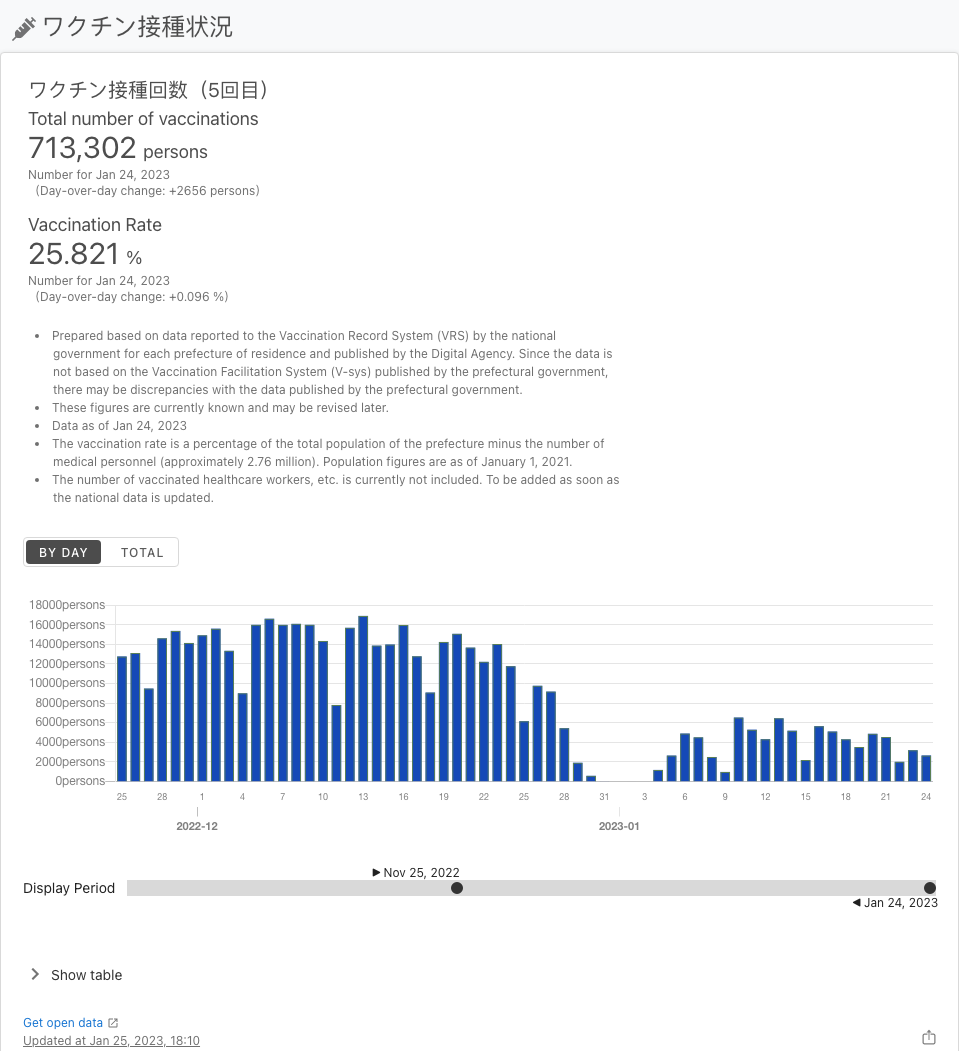 ワクチン接種状況
ワクチン接種回数（5回目）
Total number of vaccinations
713,302 persons
Number for Jan 24, 2023
（Day-over-day change: +2656 persons）
Vaccination Rate
25.821 %
Number for Jan 24, 2023
（Day-over-day change: +0.096 %）
• Prepared based on data reported to the Vaccination Record System (VRS) by the national
government for each prefecture of residence and published by the Digital Agency. Since the data is
not based on the Vaccination Facilitation System (V-sys) published by the prefectural government,
there may be discrepancies with the data published by the prefectural government.
• These figures are currently known and may be revised later.
• Data as of Jan 24, 2023
• The vaccination rate is a percentage of the total population of the prefecture minus the number of
medical personnel (approximately 2.76 million). Population figures are as of January 1, 2021.
• The number of vaccinated healthcare workers, etc. is currently not included. To be added as soon as
the national data is updated.
BY DAY TOTAL
18000persons
16000persons
14000persons
12000persons
10000persons
8000persons
6000persons
4000persons
2000persons
0persons
25 28 1 4 7 10 13 16 19 22 25 28 31 3 6 9 12 15 18 21 24
2022-12 2023-01
▶ Nov 25, 2022
Display Period
◀ Jan 24, 2023
Show table
Get open data
Updated at Jan 25, 2023, 18:10